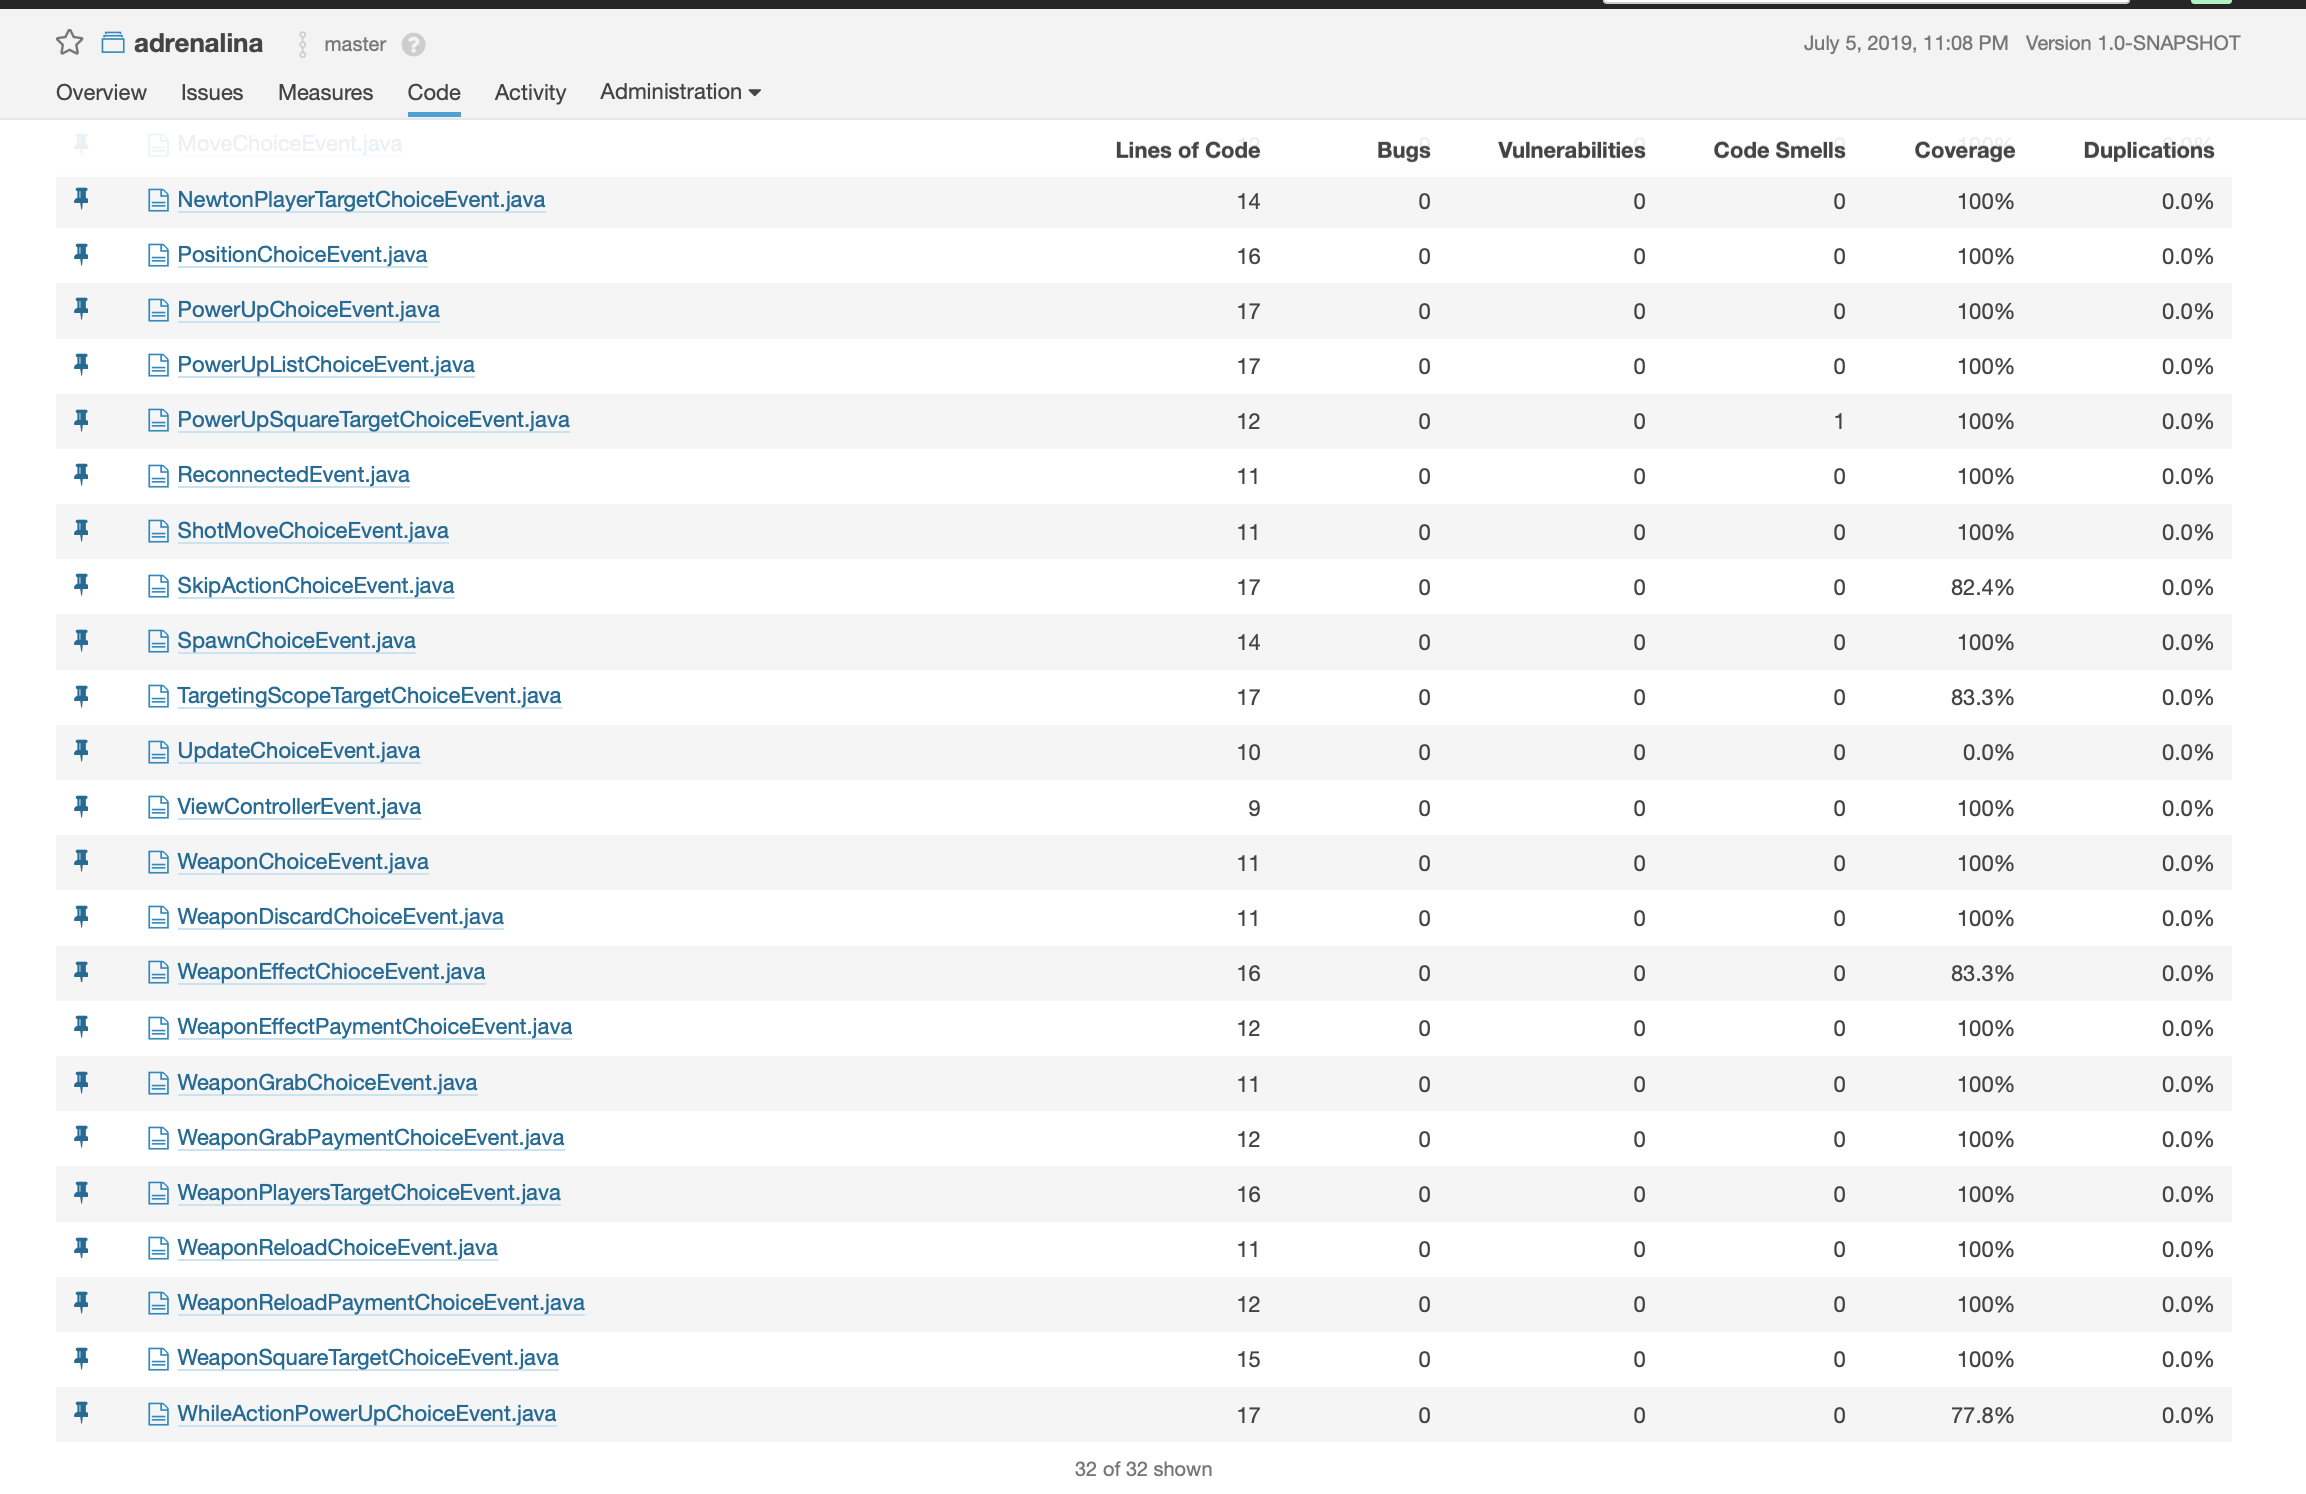 adrenalina master ? July 5, 2019, 11:08 PM Version 1.0-SNAPSHOT
Overview Issues Measures Code Activity Administration
MoveChoiceEvent.java
Lines of Code Bugs Vulnerabilities Code Smells Coverage Duplications
NewtonPlayerTargetChoiceEvent.java 14 0 0 0 100% 0.0%
PositionChoiceEvent.java 16 0 0 0 100% 0.0%
PowerUpChoiceEvent.java 17 0 0 0 100% 0.0%
PowerUpListChoiceEvent.java 17 0 0 0 100% 0.0%
PowerUpSquareTargetChoiceEvent.java 12 0 0 1 100% 0.0%
ReconnectedEvent.java 11 0 0 0 100% 0.0%
ShotMoveChoiceEvent.java 11 0 0 0 100% 0.0%
SkipActionChoiceEvent.java 17 0 0 0 82.4% 0.0%
SpawnChoiceEvent.java 14 0 0 0 100% 0.0%
TargetingScopeTargetChoiceEvent.java 17 0 0 0 83.3% 0.0%
UpdateChoiceEvent.java 10 0 0 0 0.0% 0.0%
ViewControllerEvent.java 9 0 0 0 100% 0.0%
WeaponChoiceEvent.java 11 0 0 0 100% 0.0%
WeaponDiscardChoiceEvent.java 11 0 0 0 100% 0.0%
WeaponEffectChioceEvent.java 16 0 0 0 83.3% 0.0%
WeaponEffectPaymentChoiceEvent.java 12 0 0 0 100% 0.0%
WeaponGrabChoiceEvent.java 11 0 0 0 100% 0.0%
WeaponGrabPaymentChoiceEvent.java 12 0 0 0 100% 0.0%
WeaponPlayersTargetChoiceEvent.java 16 0 0 0 100% 0.0%
WeaponReloadChoiceEvent.java 11 0 0 0 100% 0.0%
WeaponReloadPaymentChoiceEvent.java 12 0 0 0 100% 0.0%
WeaponSquareTargetChoiceEvent.java 15 0 0 0 100% 0.0%
WhileActionPowerUpChoiceEvent.java 17 0 0 0 77.8% 0.0%
32 of 32 shown